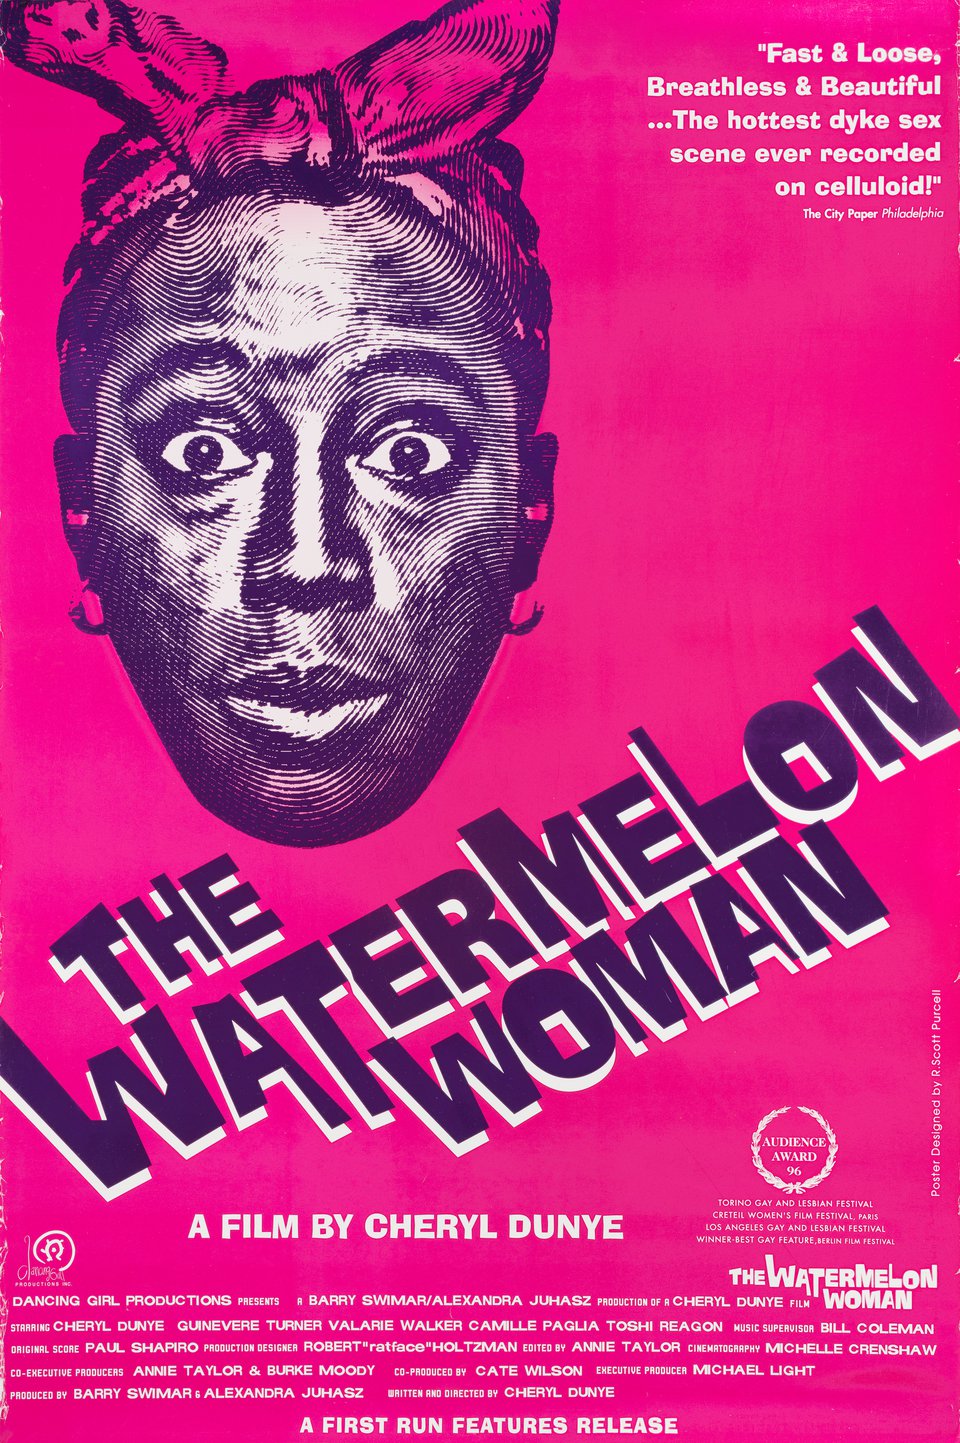 "Fast & Loose,
Breathless & Beautiful
...The hottest dyke sex
scene ever recorded
on celluloid!"
The City Paper Philadelphia
THE
WATERMELON
WOMAN
Poster Designed by R.Scott Purcell
AUDIENCE
AWARD
96
TORINO GAY AND LESBIAN FESTIVAL
CRETEIL WOMEN'S FILM FESTIVAL, PARIS
LOS ANGELES GAY AND LESBIAN FESTIVAL
WINNER-BEST GAY FEATURE, BERLIN FILM FESTIVAL
A FILM BY CHERYL DUNYE
dancing Girl
PRODUCTIONS INC.
THE WATERMELON
WOMAN
DANCING GIRL PRODUCTIONS PRESENTS A BARRY SWIMAR/ALEXANDRA JUHASZ PRODUCTION OF A CHERYL DUNYE FILM
STARRING CHERYL DUNYE GUINEVERE TURNER VALARIE WALKER CAMILLE PAGLIA TOSHI REAGON MUSIC SUPERVISOR BILL COLEMAN
ORIGINAL SCORE PAUL SHAPIRO PRODUCTION DESIGNER ROBERT"ratface"HOLTZMAN EDITED BY ANNIE TAYLOR CINEMATOGRAPHY MICHELLE CRENSHAW
CO-EXECUTIVE PRODUCERS ANNIE TAYLOR & BURKE MOODY CO-PRODUCED BY CATE WILSON EXECUTIVE PRODUCER MICHAEL LIGHT
PRODUCED BY BARRY SWIMAR & ALEXANDRA JUHASZ WRITTEN AND DIRECTED BY CHERYL DUNYE
A FIRST RUN FEATURES RELEASE